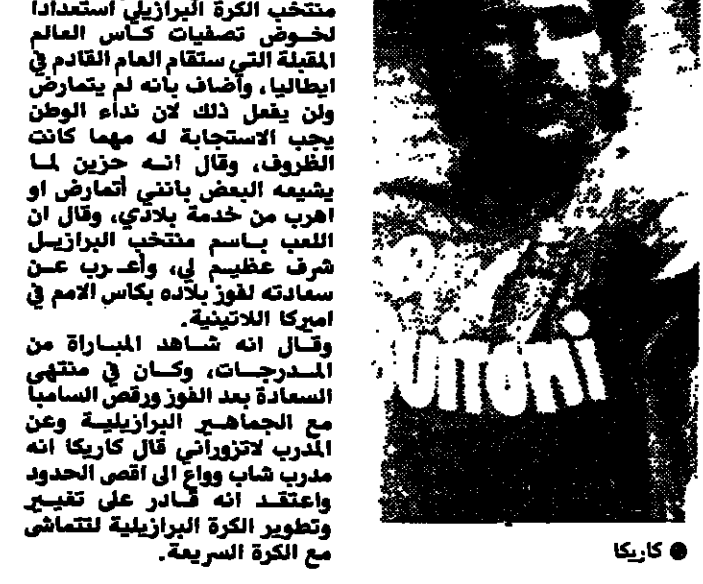 منتخب الكرة البرازيلي استعدادا
لخوض تصفيات كأس العالم
المقبلة التي ستقام العام القادم في
ايطاليا، وأضاف بانه لم يتمارض
ولن يفعل ذلك لان نداء الوطن
يجب الاستجابة له مهما كانت
الظروف، وقال انه حزين لما
يشيعه البعض بانني أتمارض او
اهرب من خدمة بلادي، وقال ان
اللعب باسم منتخب البرازيل
شرف عظيم لي، وأعرب عن
سعادته لفوز بلاده بكاس الامم في
اميركا اللاتينية.
وقال انه شاهد المباراة من
المدرجات، وكان في منتهى
السعادة بعد الفوز ورقص السامبا
مع الجماهير البرازيلية وعن
المدرب لاتزوراني قال كاريكا انه
مدرب شاب وواع الى اقصى الحدود
واعتقد انه قادر على تغيير
وتطوير الكرة البرازيلية لتتماشى
مع الكرة السريعة.
uitoni
● كاريكا